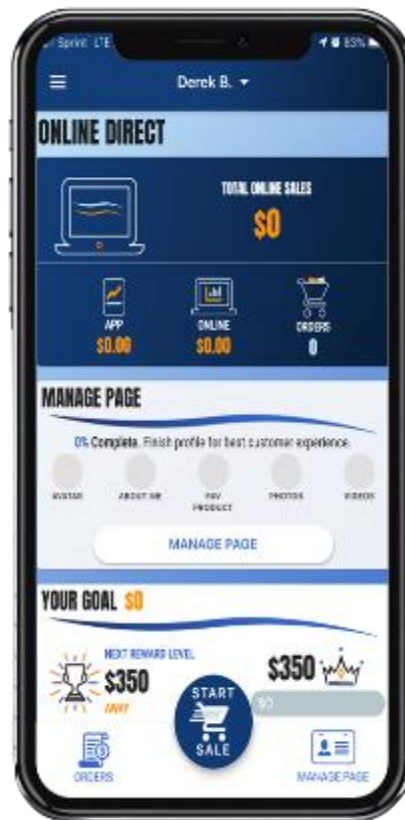 Sprint LTE 83%
Derek B.
ONLINE DIRECT
TOTAL ONLINE SALES
$0
APP ONLINE ORDERS
$0.00 $0.00 0
MANAGE PAGE
0% Complete. Finish profile for best customer experience.
AVATAR ABOUT ME FAV PRODUCT PHOTOS VIDEOS
MANAGE PAGE
YOUR GOAL $0
NEXT REWARD LEVEL
$350
AWAY
$350
$0
START
SALE
ORDERS MANAGE PAGE